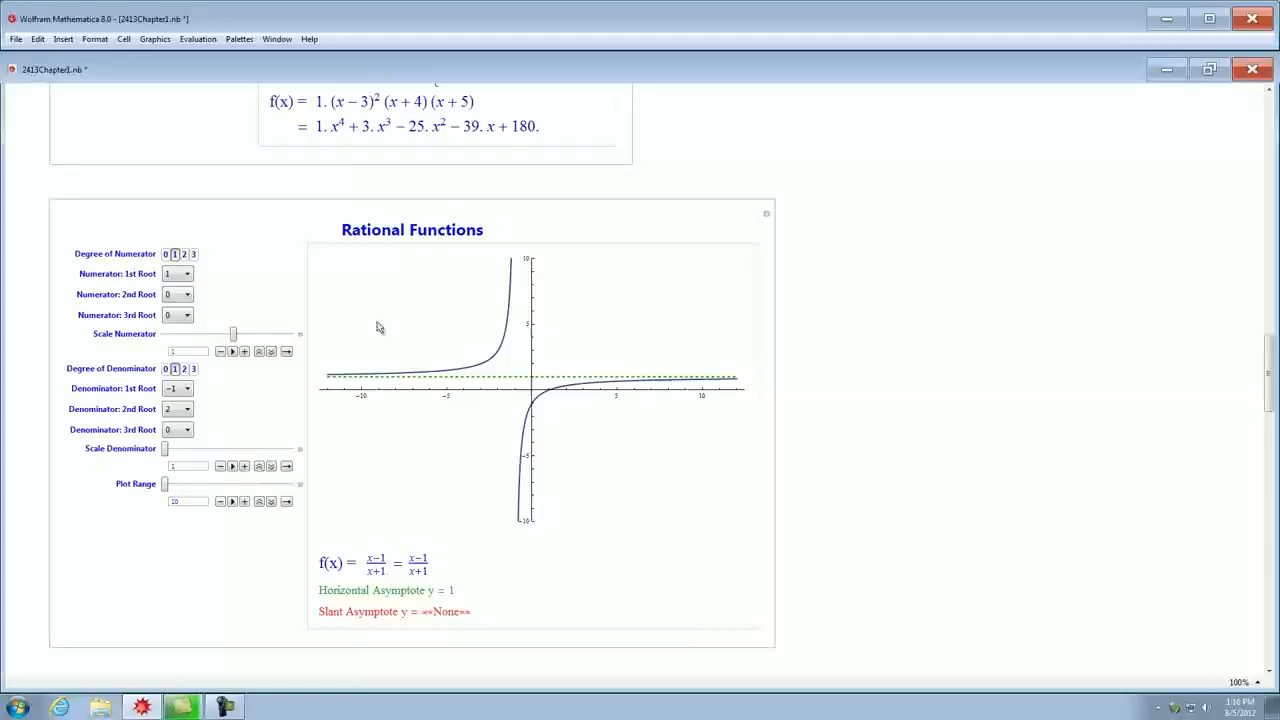 Wolfram Mathematica 8.0 - [2413Chapter1.nb *]
File Edit Insert Format Cell Graphics Evaluation Palettes Window Help
2413Chapter1.nb *
f(x) = 1. (x − 3)² (x + 4) (x + 5)
= 1. x⁴ + 3. x³ − 25. x² − 39. x + 180.
Rational Functions
Degree of Numerator 0 1 2 3
Numerator: 1st Root 1
Numerator: 2nd Root 0
Numerator: 3rd Root 0
Scale Numerator
1
Degree of Denominator 0 1 2 3
Denominator: 1st Root −1
Denominator: 2nd Root 2
Denominator: 3rd Root 0
Scale Denominator
1
Plot Range
10
10
5
−10 −5 5 10
−5
−10
f(x) = x−1/x+1 = x−1/x+1
Horizontal Asymptote y = 1
Slant Asymptote y = **None**
100%
1:16 PM
8/5/2012